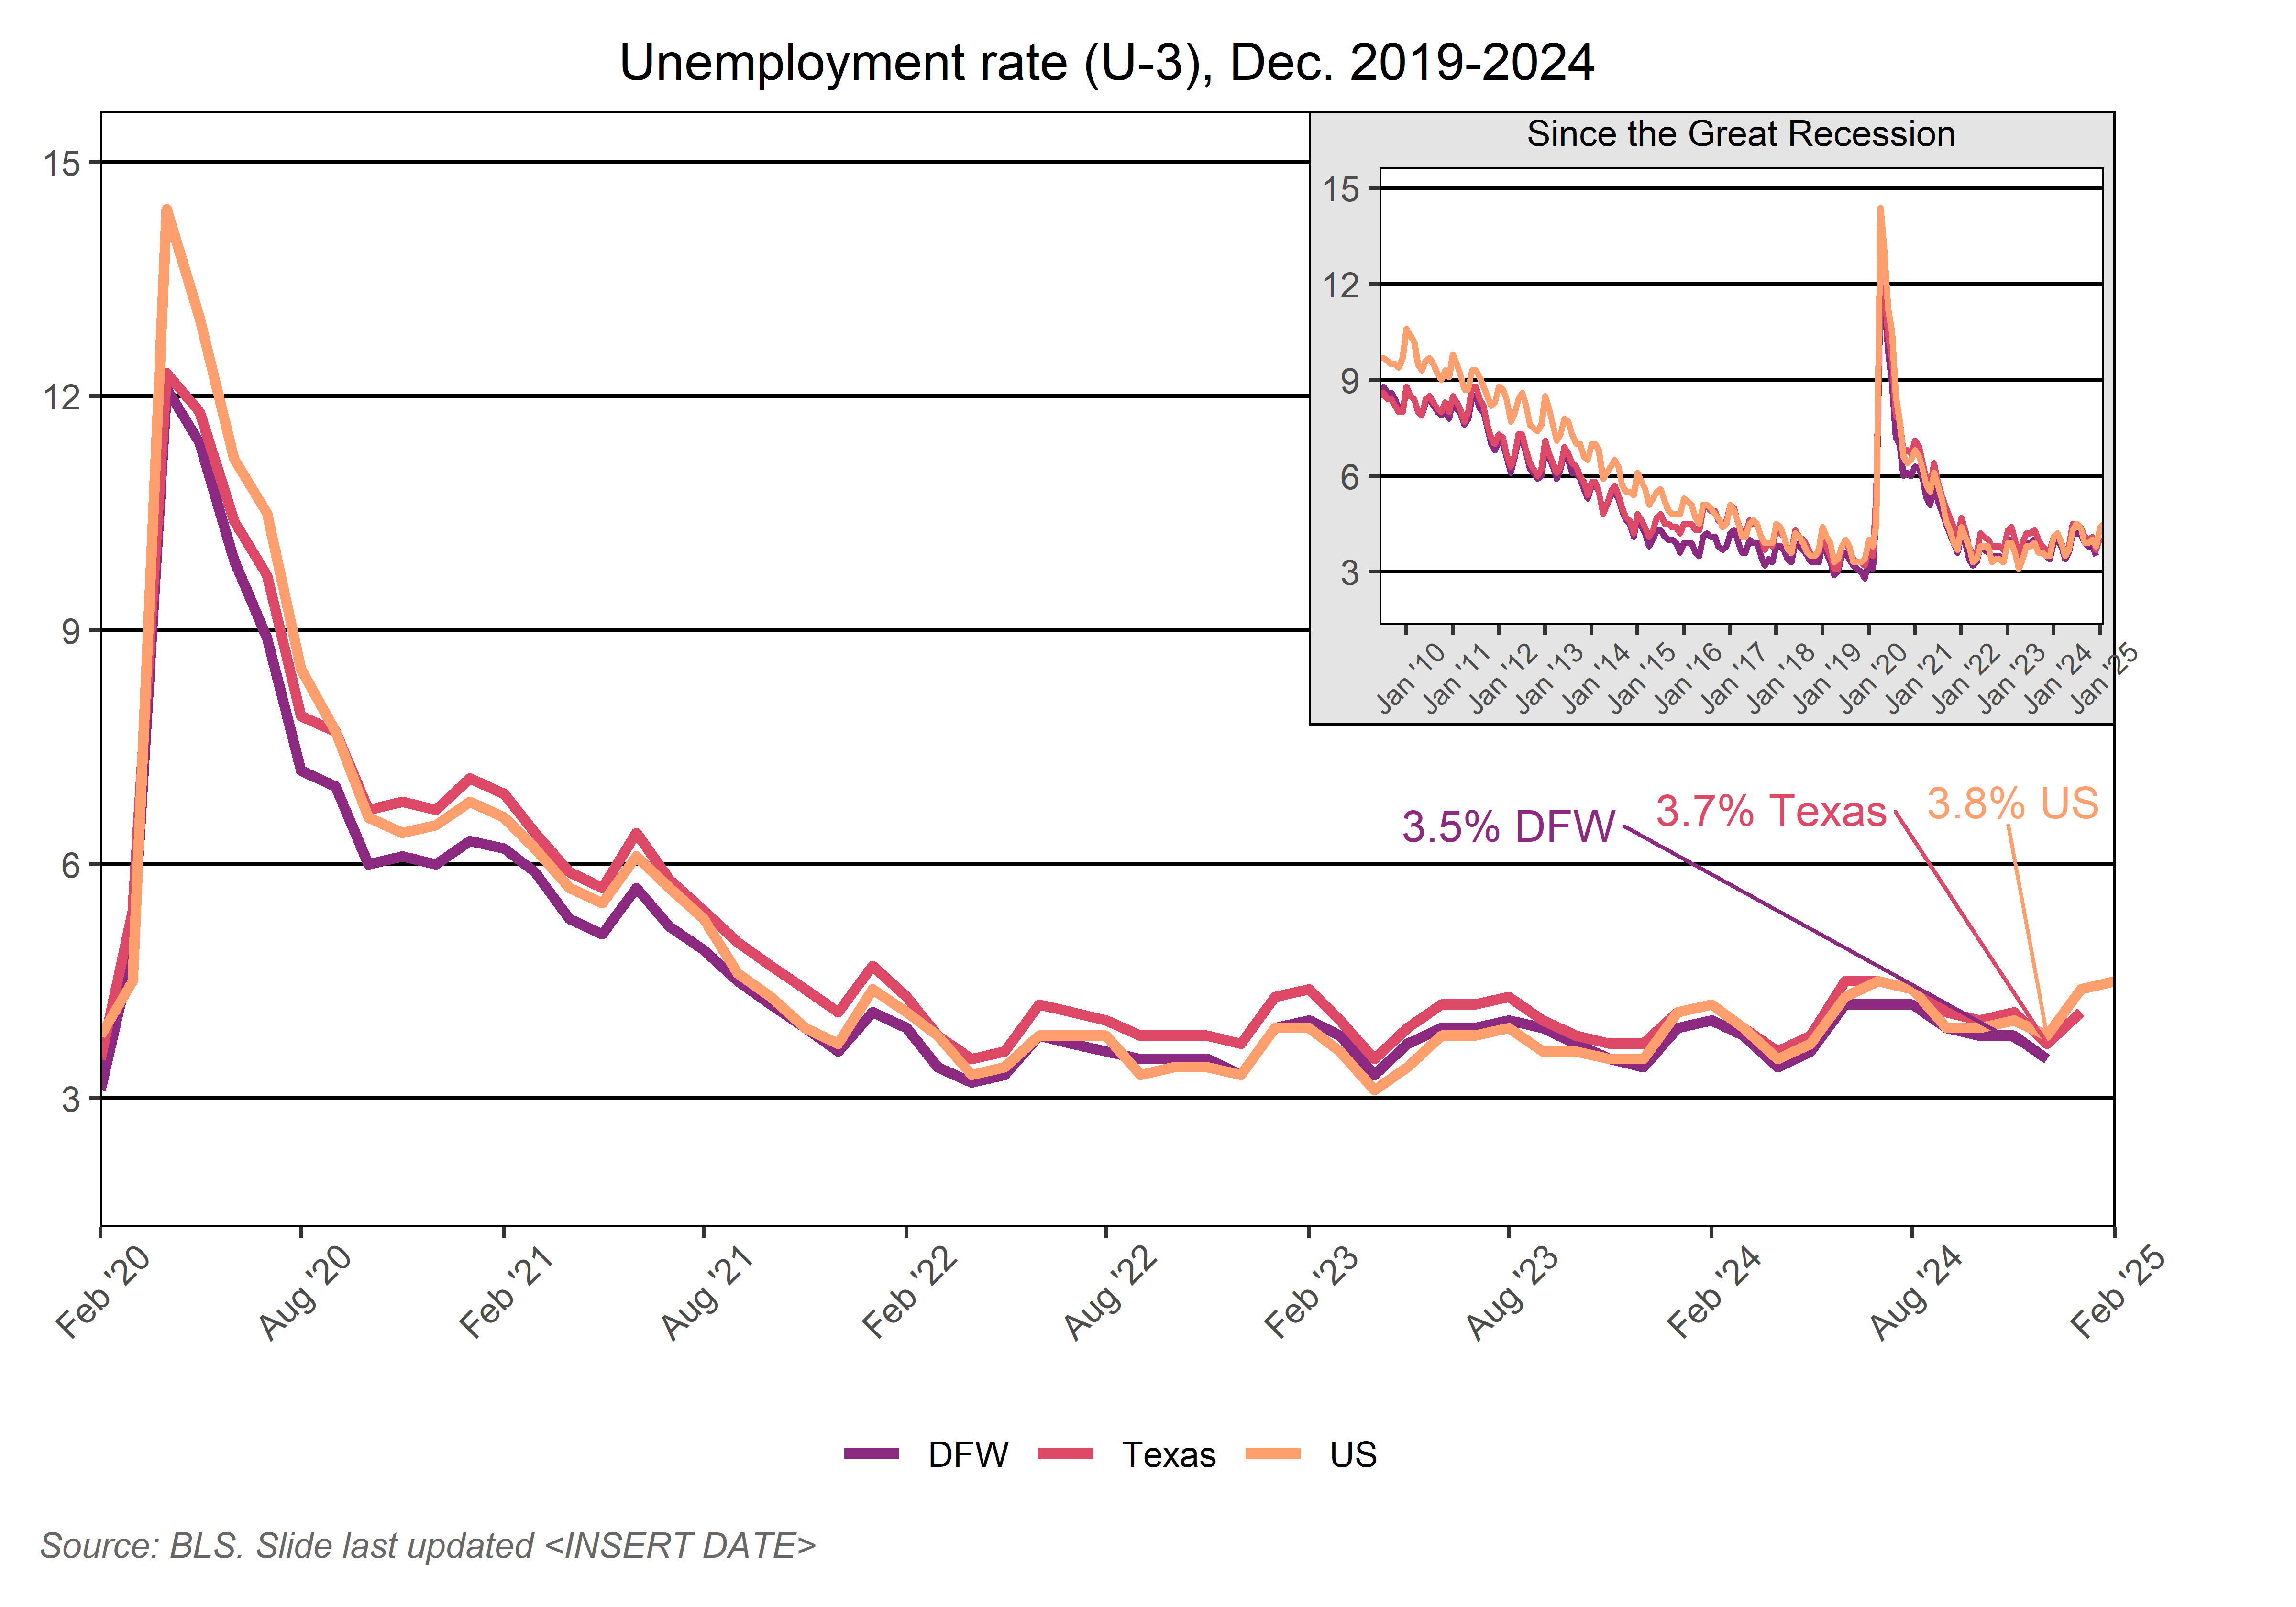 Unemployment rate (U-3), Dec. 2019-2024
Since the Great Recession
15
12
9
6
3
Jan '10
Jan '11
Jan '12
Jan '13
Jan '14
Jan '15
Jan '16
Jan '17
Jan '18
Jan '19
Jan '20
Jan '21
Jan '22
Jan '23
Jan '24
Jan '25
15
12
9
6
3
3.5% DFW
3.7% Texas
3.8% US
Feb '20
Aug '20
Feb '21
Aug '21
Feb '22
Aug '22
Feb '23
Aug '23
Feb '24
Aug '24
Feb '25
DFW
Texas
US
Source: BLS. Slide last updated <INSERT DATE>